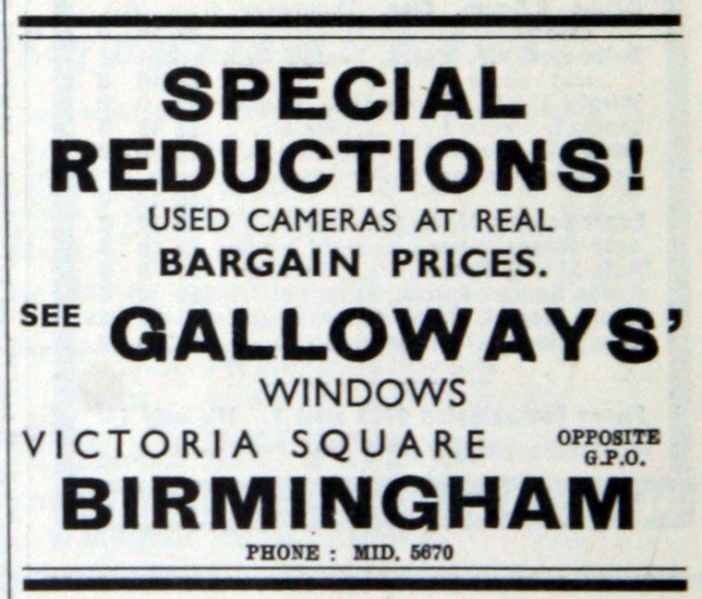 SPECIAL
REDUCTIONS!
USED CAMERAS AT REAL
BARGAIN PRICES.
SEE GALLOWAYS'
WINDOWS
VICTORIA SQUARE OPPOSITE G.P.O.
BIRMINGHAM
PHONE : MID. 5670